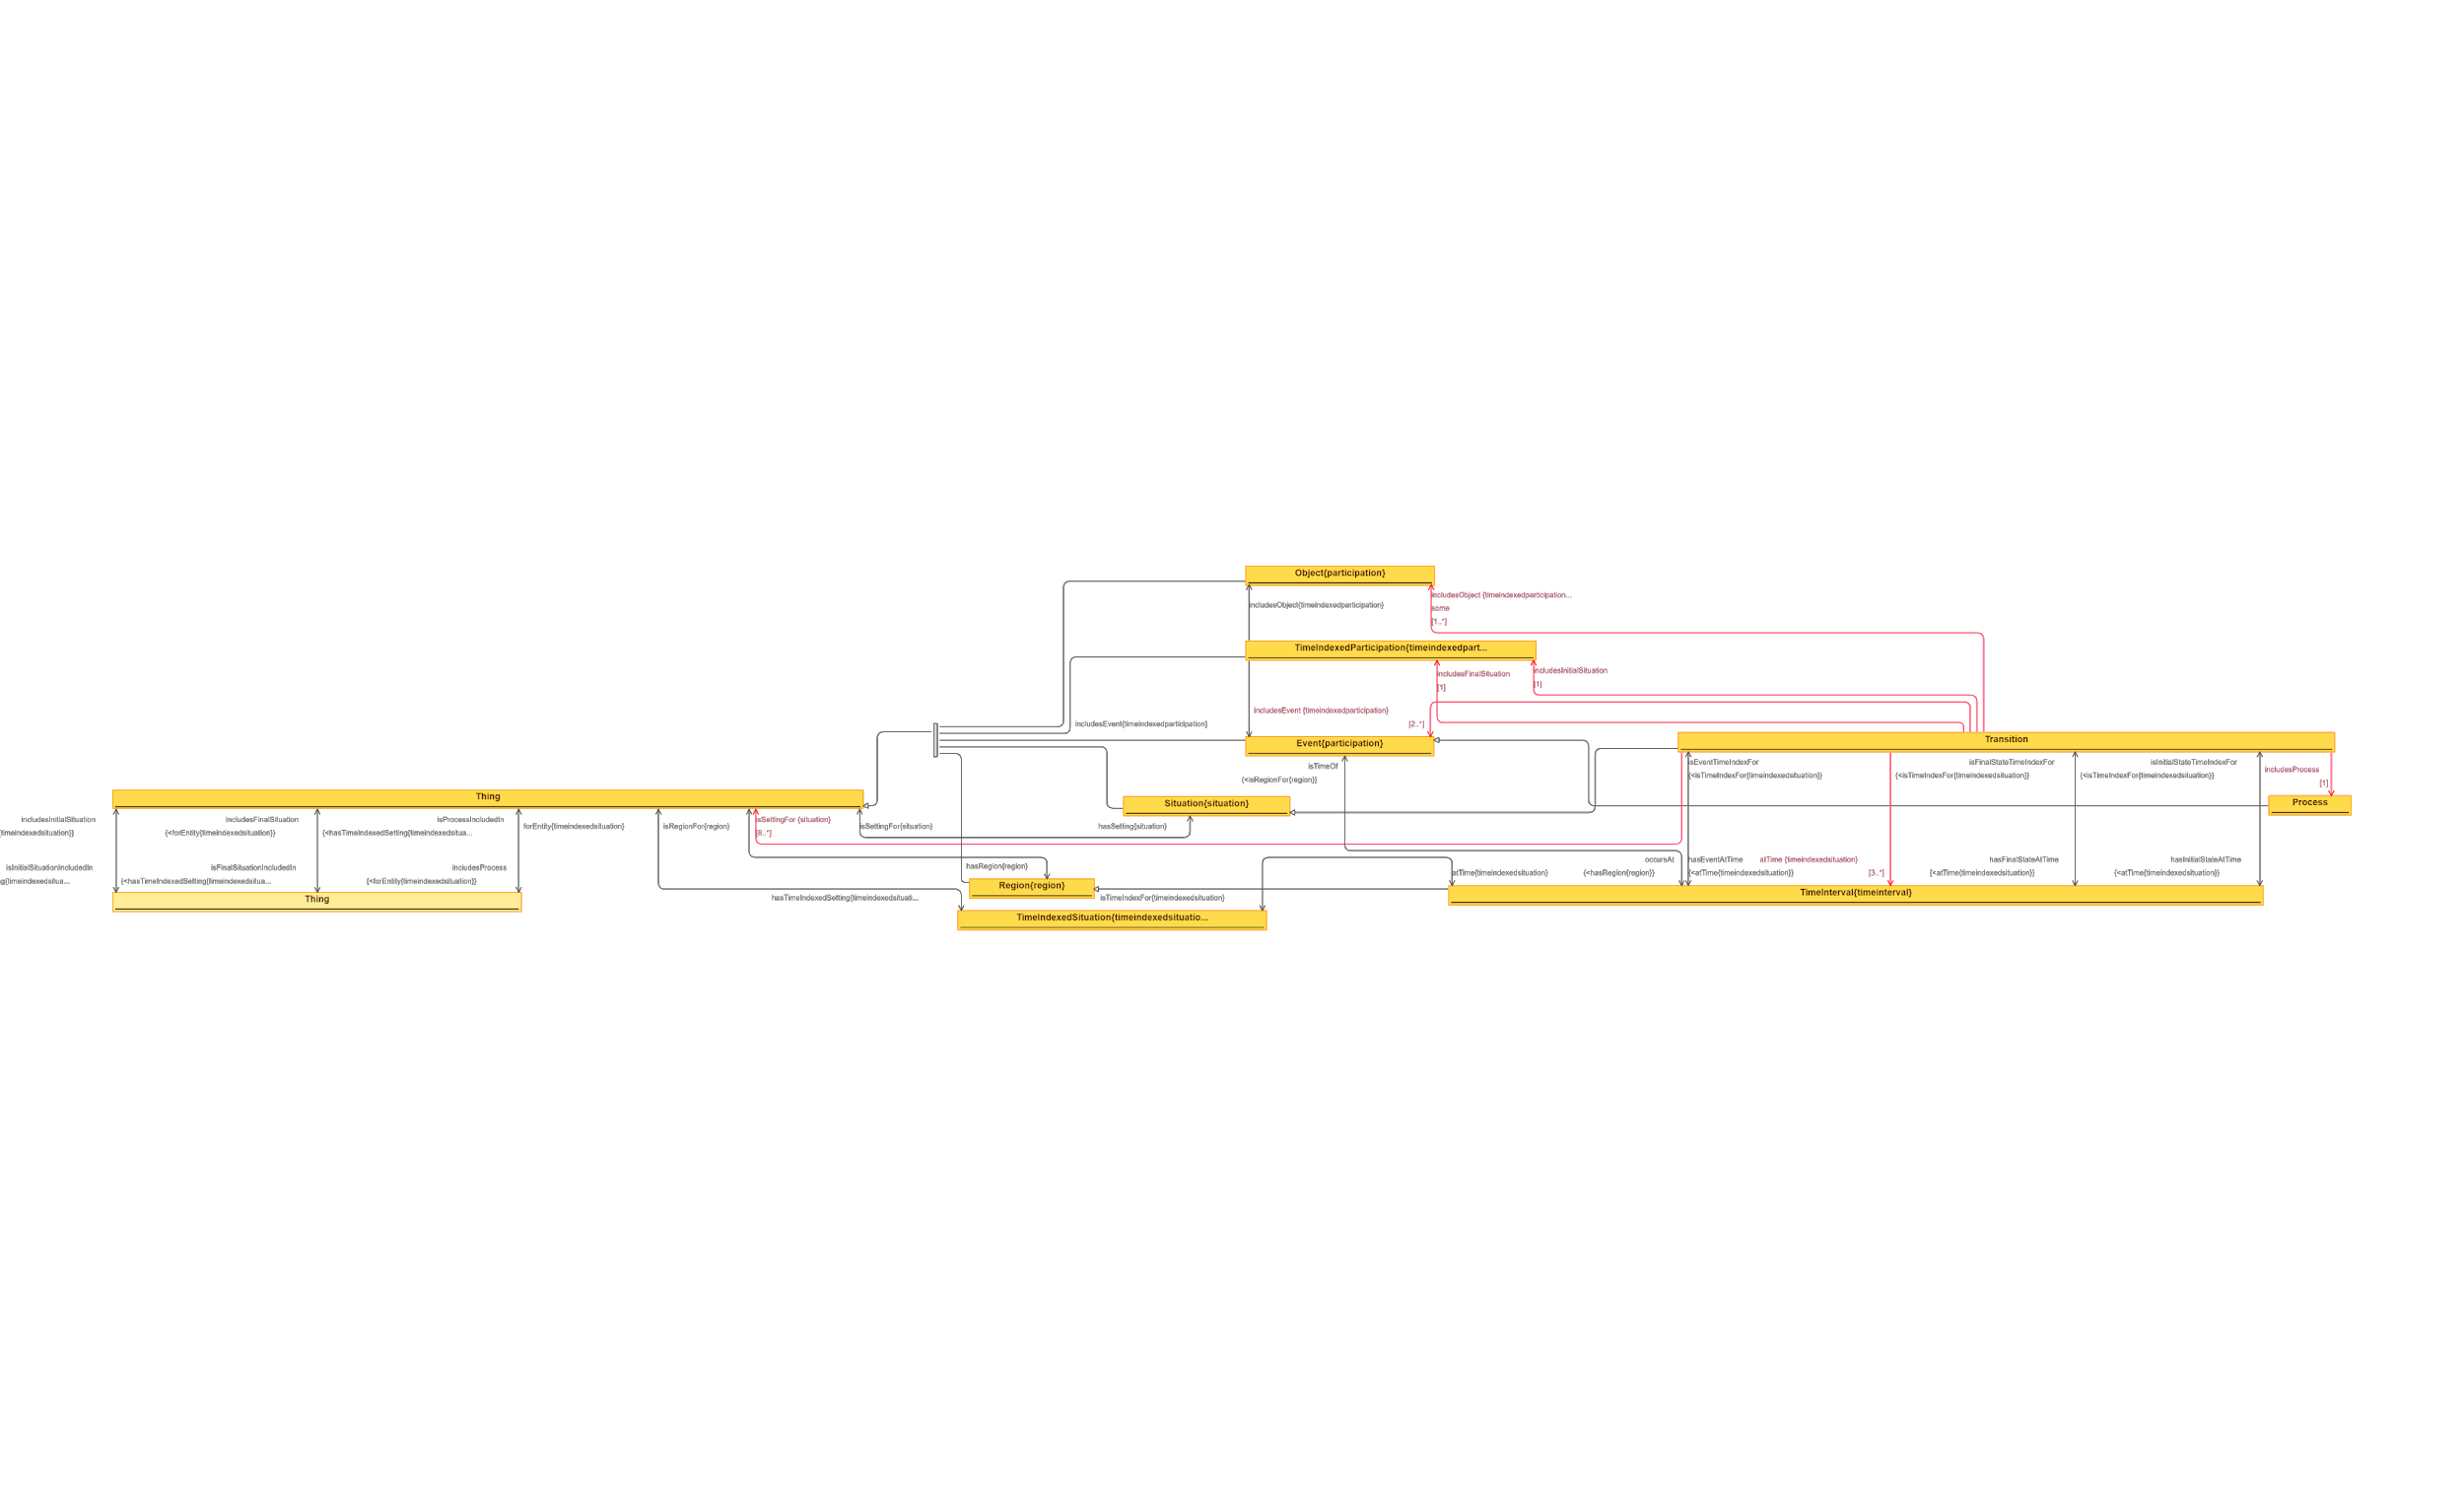 Object{participation}
includesObject {timeindexedparticipation...
includesObject{timeindexedparticipation}
some
[1..*]
TimeIndexedParticipation{timeindexedpart...
includesFinalSituation
[1]
includesInitialSituation
[1]
includesEvent {timeindexedparticipation}
includesEvent{timeindexedparticipation}
[2..*]
Event{participation}
Transition
isTimeOf
{<isRegionFor{region}}
isEventTimeIndexFor
{<isTimeIndexFor{timeindexedsituation}}
isFinalStateTimeIndexFor
{<isTimeIndexFor{timeindexedsituation}}
isInitialStateTimeIndexFor
{<isTimeIndexFor{timeindexedsituation}}
includesProcess
[1]
Thing
Situation{situation}
Process
includesInitialSituation
timeindexedsituation}}
includesFinalSituation
{<forEntity{timeindexedsituation}}
isProcessIncludedIn
{<hasTimeIndexedSetting{timeindexedsitua...
forEntity{timeindexedsituation}
isRegionFor{region}
isSettingFor {situation}
[8..*]
isSettingFor{situation}
hasSetting{situation}
isInitialSituationIncludedIn
g{timeindexedsitua...
isFinalSituationIncludedIn
{<hasTimeIndexedSetting{timeindexedsitua...
includesProcess
{<forEntity{timeindexedsituation}}
hasRegion{region}
occursAt
{<hasRegion{region}}
atTime{timeindexedsituation}
hasEventAtTime
{<atTime{timeindexedsituation}}
atTime {timeindexedsituation}
[3..*]
hasFinalStateAtTime
{<atTime{timeindexedsituation}}
hasInitialStateAtTime
{<atTime{timeindexedsituation}}
Region{region}
TimeInterval{timeinterval}
Thing
hasTimeIndexedSetting{timeindexedsituati...
isTimeIndexFor{timeindexedsituation}
TimeIndexedSituation{timeindexedsituatio...